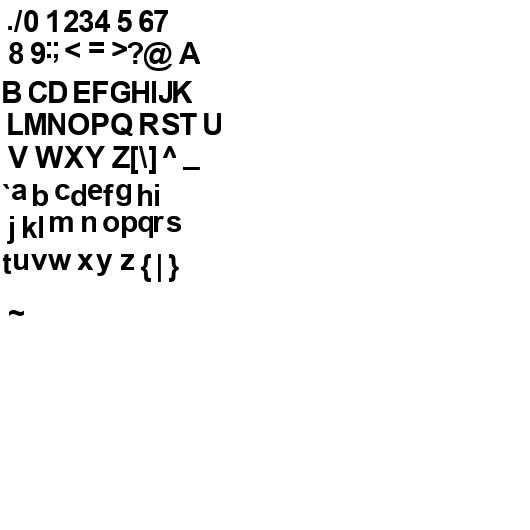 ./0 1234 5 67
8 9:; < = >?@ A
B CD EFGHIJK
LMNOPQ RST U
V WXY Z[\] ^ _
`a b cdefg hi
j kl m n opqrs
tuvw xy z {|}
~